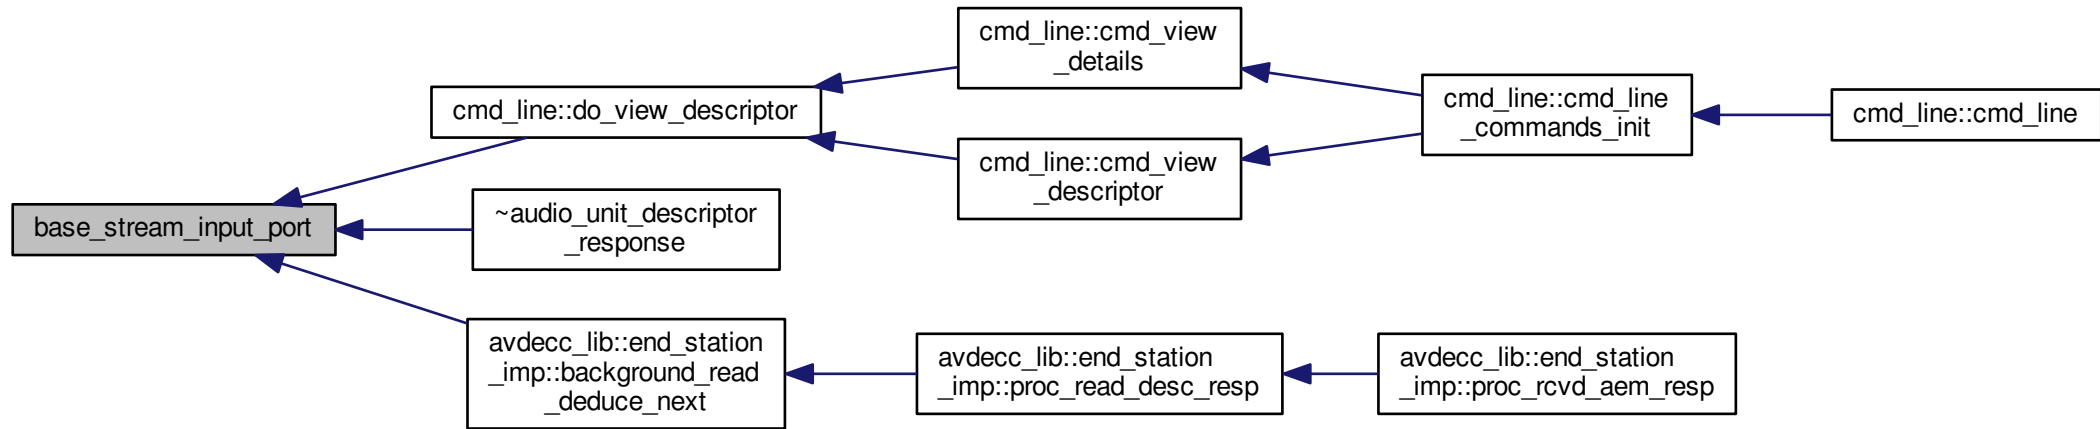 base_stream_input_port
cmd_line::do_view_descriptor
cmd_line::cmd_view
_details
cmd_line::cmd_view
_descriptor
cmd_line::cmd_line
_commands_init
cmd_line::cmd_line
~audio_unit_descriptor
_response
avdecc_lib::end_station
_imp::background_read
_deduce_next
avdecc_lib::end_station
_imp::proc_read_desc_resp
avdecc_lib::end_station
_imp::proc_rcvd_aem_resp